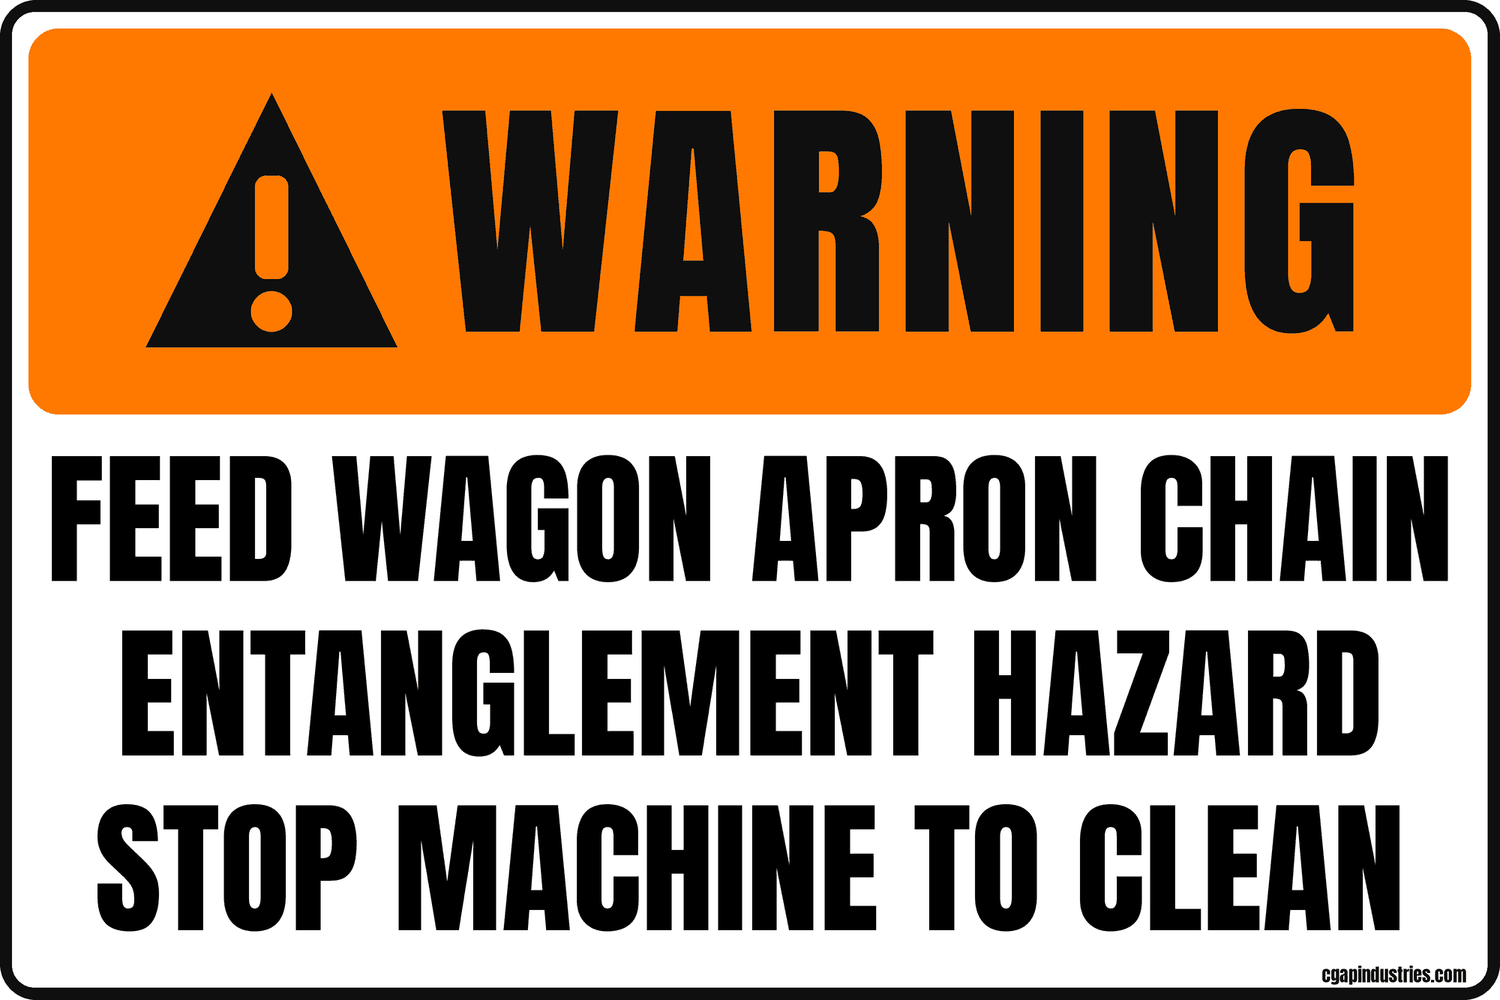 WARNING
FEED WAGON APRON CHAIN
ENTANGLEMENT HAZARD
STOP MACHINE TO CLEAN
cgapindustries.com